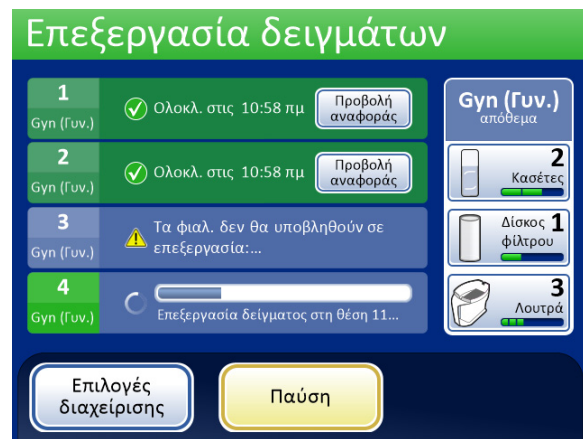 Επεξεργασία δειγμάτων
1
Gyn (Γυν.)
Ολοκλ. στις 10:58 πμ
Προβολή
αναφοράς
2
Gyn (Γυν.)
Ολοκλ. στις 10:58 πμ
Προβολή
αναφοράς
3
Gyn (Γυν.)
Τα φιαλ. δεν θα υποβληθούν σε
επεξεργασία:...
4
Gyn (Γυν.)
Επεξεργασία δείγματος στη θέση 11...
Gyn (Γυν.)
απόθεμα
2
Κασέτες
Δίσκος 1
φίλτρου
3
Λουτρά
Επιλογές
διαχείρισης
Παύση